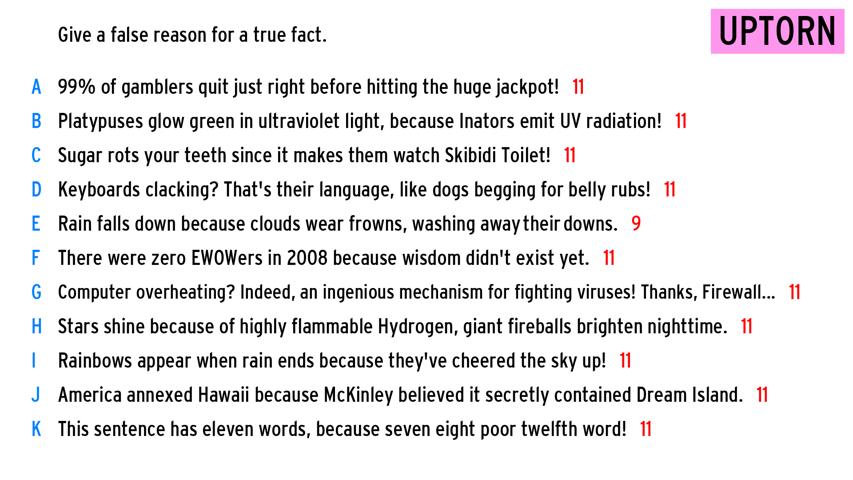 Give a false reason for a true fact.
UPTORN
A 99% of gamblers quit just right before hitting the huge jackpot! 11
B Platypuses glow green in ultraviolet light, because Inators emit UV radiation! 11
C Sugar rots your teeth since it makes them watch Skibidi Toilet! 11
D Keyboards clacking? That's their language, like dogs begging for belly rubs! 11
E Rain falls down because clouds wear frowns, washing away their downs. 9
F There were zero EWOWers in 2008 because wisdom didn't exist yet. 11
G Computer overheating? Indeed, an ingenious mechanism for fighting viruses! Thanks, Firewall... 11
H Stars shine because of highly flammable Hydrogen, giant fireballs brighten nighttime. 11
I Rainbows appear when rain ends because they've cheered the sky up! 11
J America annexed Hawaii because McKinley believed it secretly contained Dream Island. 11
K This sentence has eleven words, because seven eight poor twelfth word! 11